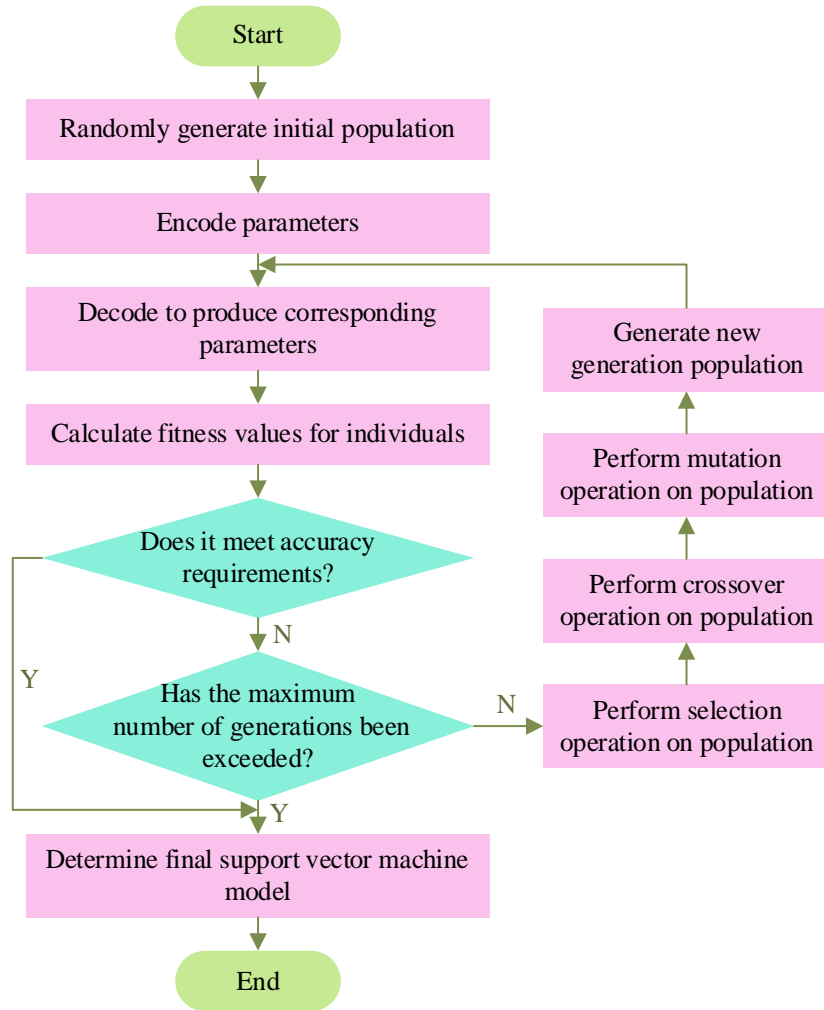 Start
Randomly generate initial population
Encode parameters
Decode to produce corresponding
parameters
Calculate fitness values for individuals
Does it meet accuracy
requirements?
N
Y
Has the maximum
number of generations been
exceeded?
N
Y
Determine final support vector machine
model
End
Generate new
generation population
Perform mutation
operation on population
Perform crossover
operation on population
Perform selection
operation on population